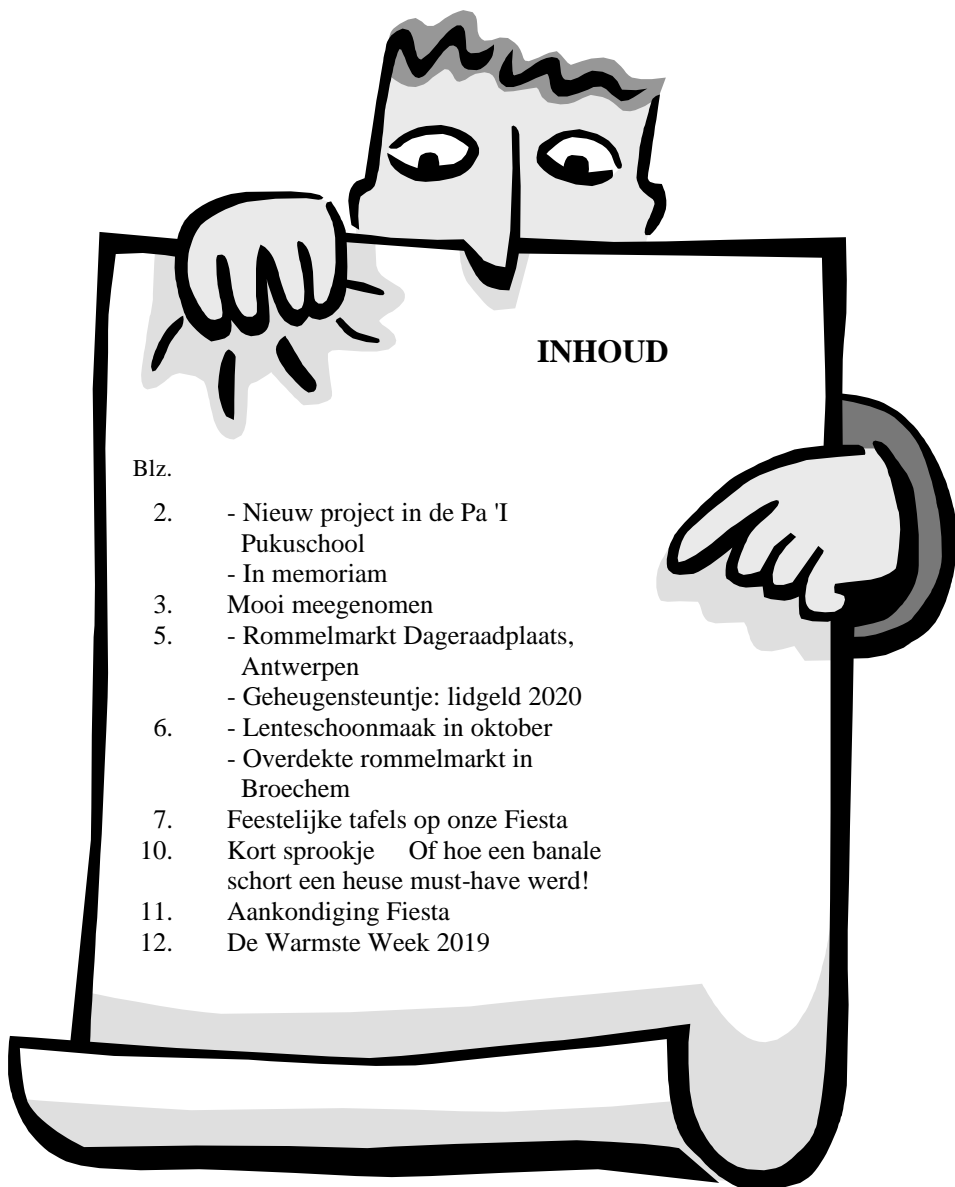 INHOUD
Blz.
2. - Nieuw project in de Pa 'I
Pukuschool
- In memoriam
3. Mooi meegenomen
5. - Rommelmarkt Dageraadplaats,
Antwerpen
- Geheugensteuntje: lidgeld 2020
6. - Lenteschoonmaak in oktober
- Overdekte rommelmarkt in
Broechem
7. Feestelijke tafels op onze Fiesta
10. Kort sprookje Of hoe een banale
schort een heuse must-have werd!
11. Aankondiging Fiesta
12. De Warmste Week 2019